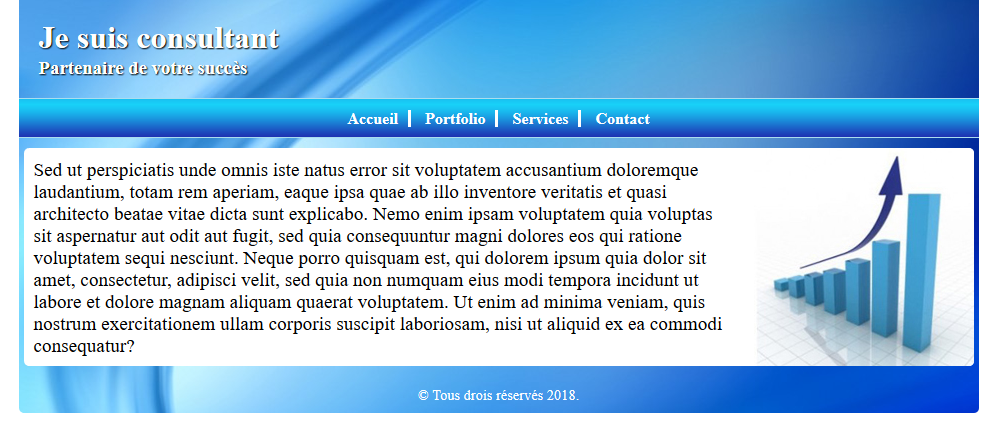 Je suis consultant
Partenaire de votre succès
Accueil Portfolio Services Contact
Sed ut perspiciatis unde omnis iste natus error sit voluptatem accusantium doloremque
laudantium, totam rem aperiam, eaque ipsa quae ab illo inventore veritatis et quasi
architecto beatae vitae dicta sunt explicabo. Nemo enim ipsam voluptatem quia voluptas
sit aspernatur aut odit aut fugit, sed quia consequuntur magni dolores eos qui ratione
voluptatem sequi nesciunt. Neque porro quisquam est, qui dolorem ipsum quia dolor sit
amet, consectetur, adipisci velit, sed quia non numquam eius modi tempora incidunt ut
labore et dolore magnam aliquam quaerat voluptatem. Ut enim ad minima veniam, quis
nostrum exercitationem ullam corporis suscipit laboriosam, nisi ut aliquid ex ea commodi
consequatur?
© Tous drois réservés 2018.